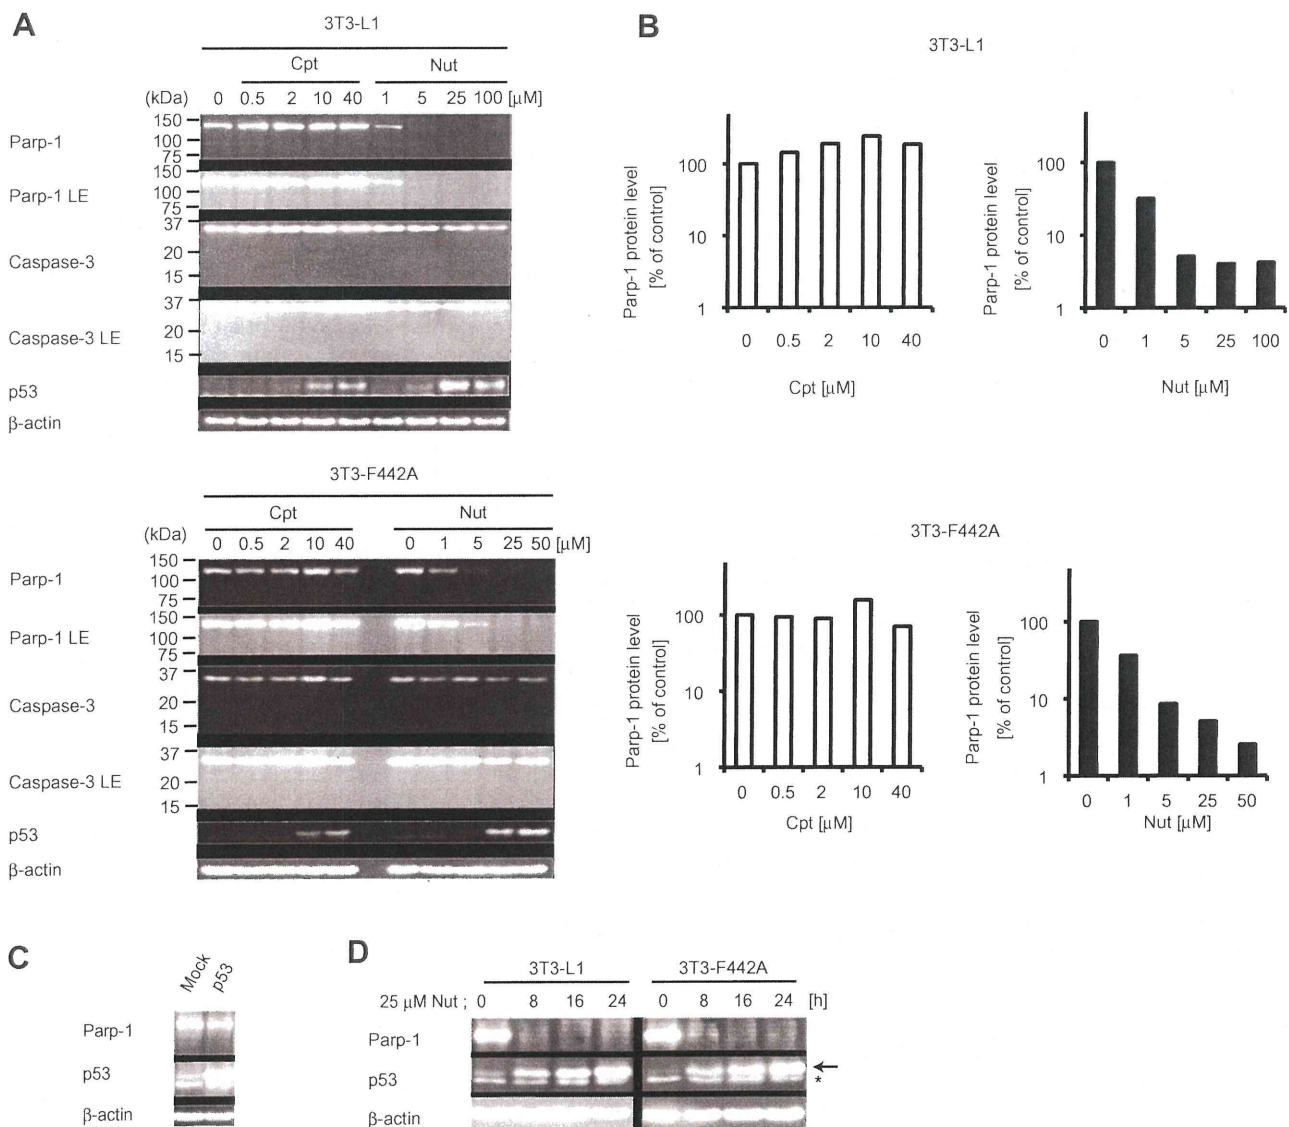 A
3T3-L1
Cpt Nut
(kDa) 0 0.5 2 10 40 1 5 25 100 [μM]
Parp-1
150
100
75
Parp-1 LE
150
100
75
Caspase-3
37
20
15
Caspase-3 LE
37
20
15
p53
β-actin
3T3-F442A
Cpt Nut
(kDa) 0 0.5 2 10 40 0 1 5 25 50 [μM]
Parp-1
150
100
75
Parp-1 LE
150
100
75
Caspase-3
37
20
15
Caspase-3 LE
37
20
15
p53
β-actin
B
3T3-L1
Parp-1 protein level
[% of control]
100
10
1
0 0.5 2 10 40
Cpt [μM]
Parp-1 protein level
[% of control]
100
10
1
0 1 5 25 100
Nut [μM]
3T3-F442A
Parp-1 protein level
[% of control]
100
10
1
0 0.5 2 10 40
Cpt [μM]
Parp-1 protein level
[% of control]
100
10
1
0 1 5 25 50
Nut [μM]
C
Mock
p53
Parp-1
p53
β-actin
D
3T3-L1 3T3-F442A
25 μM Nut ; 0 8 16 24 0 8 16 24 [h]
Parp-1
p53
*
β-actin